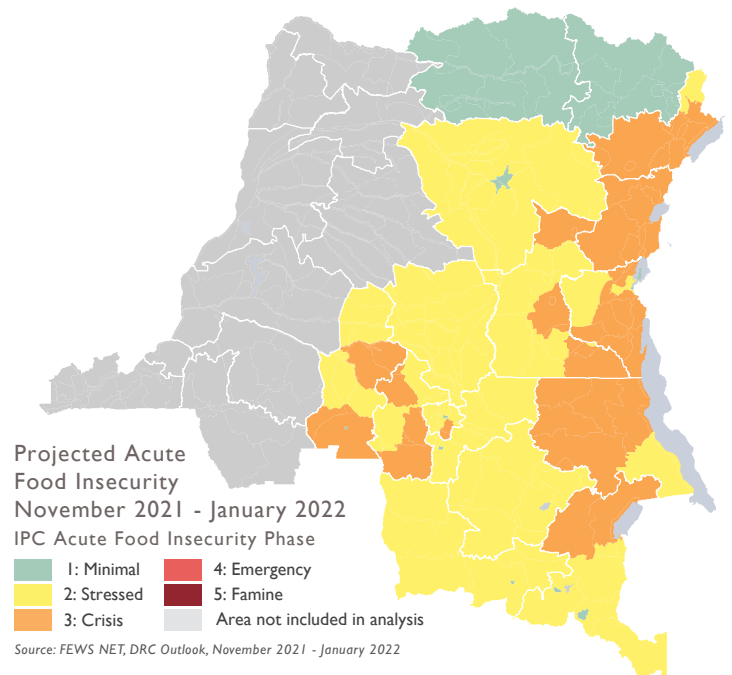 Projected Acute
Food Insecurity
November 2021 - January 2022
IPC Acute Food Insecurity Phase
1: Minimal
4: Emergency
2: Stressed
5: Famine
3: Crisis
Area not included in analysis
Source: FEWS NET, DRC Outlook, November 2021 - January 2022